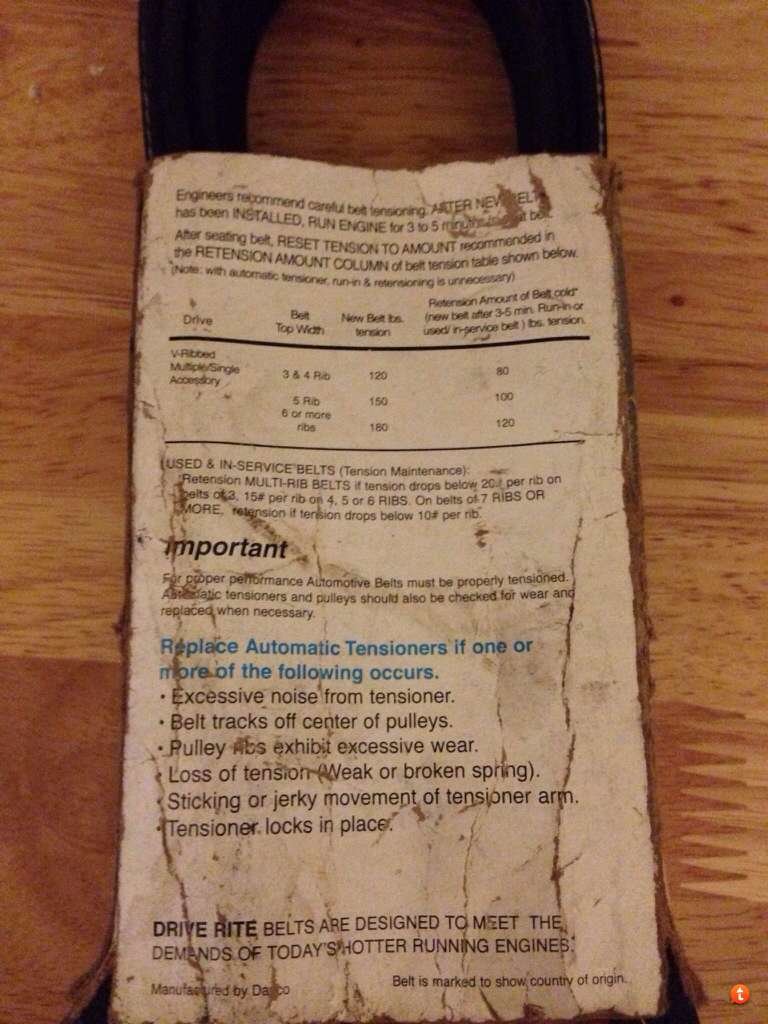 Engineers recommend careful belt tensioning. AFTER NEW BELT
has been INSTALLED, RUN ENGINE for 3 to 5 minutes to seat belt.
After seating belt, RESET TENSION TO AMOUNT recommended in
the RETENSION AMOUNT COLUMN of belt tension table shown below.
(Note: with automatic tensioner, run-in & retensioning is unnecessary)
Drive
Belt
Top Width
New Belt lbs.
tension
Retension Amount of Belt cold*
(new belt after 3-5 min. Run-in or
used/ in-service belt) lbs. tension.
V-Ribbed
Multiple/Single
Accessory
3 & 4 Rib 120 80
5 Rib 150 100
6 or more
ribs 180 120
USED & IN-SERVICE BELTS (Tension Maintenance):
Retension MULTI-RIB BELTS if tension drops below 20# per rib on
belts of 3, 15# per rib on 4, 5 or 6 RIBS. On belts of 7 RIBS OR
MORE, retension if tension drops below 10# per rib.
Important
For proper performance Automotive Belts must be properly tensioned.
Automatic tensioners and pulleys should also be checked for wear and
replaced when necessary.
Replace Automatic Tensioners if one or
more of the following occurs.
• Excessive noise from tensioner.
• Belt tracks off center of pulleys.
• Pulley ribs exhibit excessive wear.
• Loss of tension (Weak or broken spring).
• Sticking or jerky movement of tensioner arm.
• Tensioner locks in place.
DRIVE RITE BELTS ARE DESIGNED TO MEET THE
DEMANDS OF TODAY'S HOTTER RUNNING ENGINES.
Manufactured by Dayco
Belt is marked to show country of origin.
t